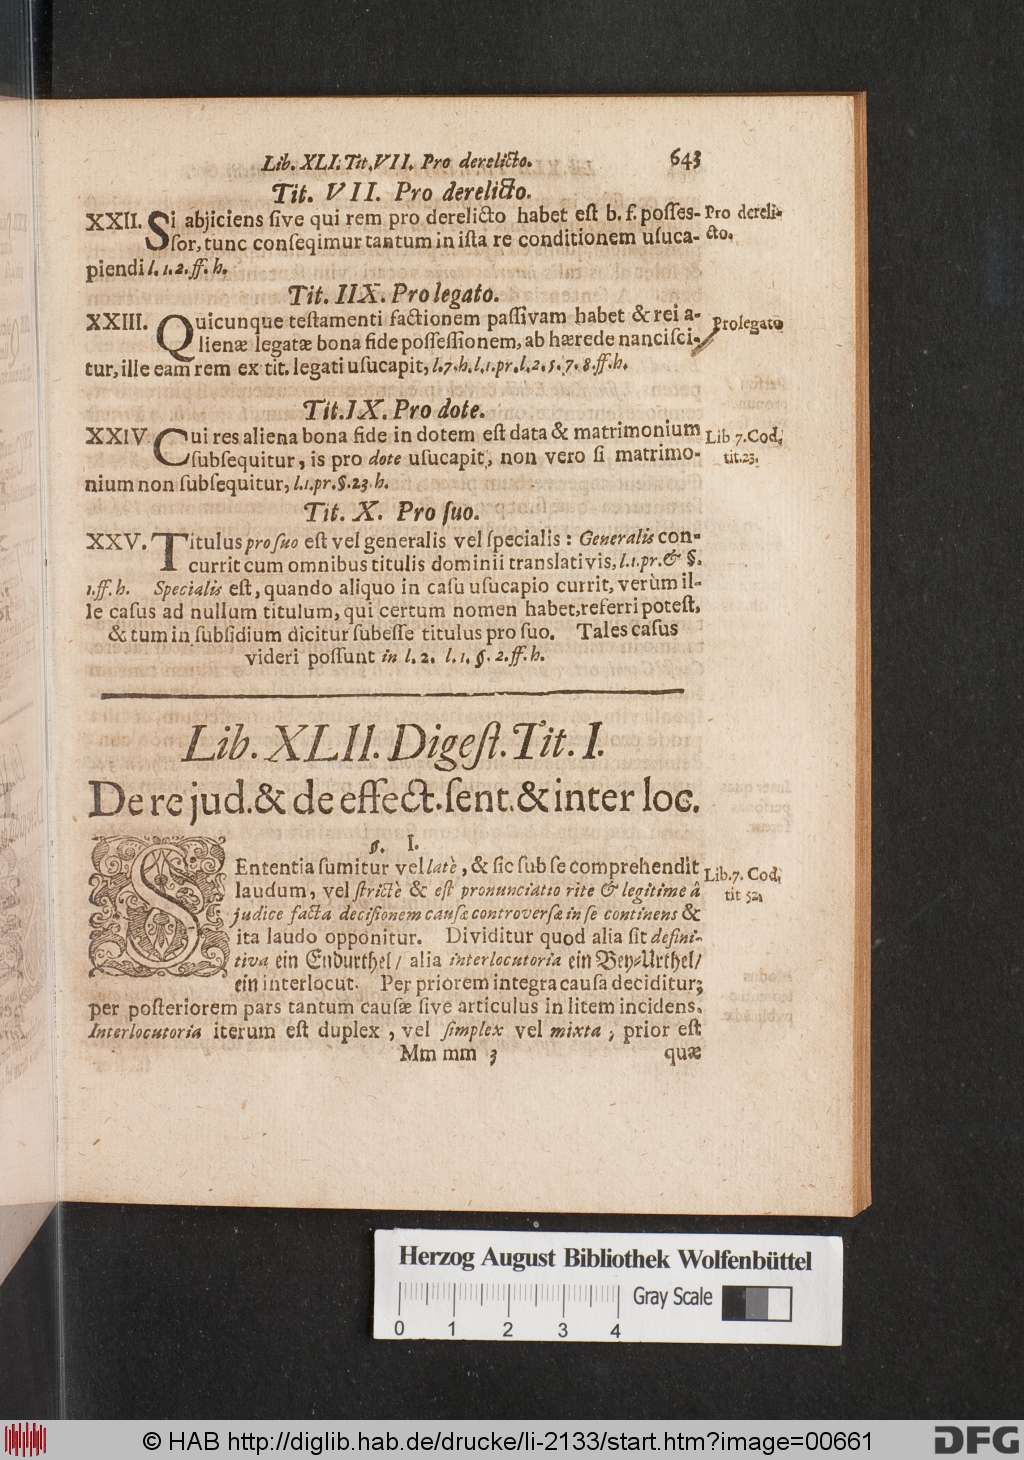 Lib. XLI. Tit. VII. Pro derelicto. 643
Tit. VII. Pro derelicto.
XXII. Si abjiciens ſive qui rem pro derelicto habet eſt b. f. poſſeſ- Pro dereli-
ſor, tunc conſeqimur tantum in iſta re conditionem uſuca- cto.
piendi l. 1. 2. ff. h.
Tit. IIX. Pro legato.
XXIII. Quicunque teſtamenti factionem paſſivam habet & rei a- Pro legato
lienæ legatæ bona fide poſſeſſionem, ab hærede nanciſci-
tur, ille eam rem ex tit. legati uſucapit, l. 7. h. l. 1. pr. l. 2. 5. 7. 8. ff. h.
Tit. IX. Pro dote.
XXIV. Cui res aliena bona fide in dotem eſt data & matrimonium Lib 7. Cod.
ſubſequitur, is pro dote uſucapit, non vero ſi matrimo- tit. 23.
nium non ſubſequitur, l. 1. pr. §. 23. h.
Tit. X. Pro ſuo.
XXV. Titulus pro ſuo eſt vel generalis vel ſpecialis: Generalis con-
currit cum omnibus titulis dominii translativis, l. 1. pr. & §.
1. ff. h. Specialis eſt, quando aliquo in caſu uſucapio currit, verùm il-
le caſus ad nullum titulum, qui certum nomen habet, referri poteſt,
& tum in ſubſidium dicitur ſubeſſe titulus pro ſuo. Tales caſus
videri poſſunt in l. 2. l. 1. §. 2. ff. h.
Lib. XLII. Digeſt. Tit. I.
De re jud. & de effect. ſent. & inter loc.
§. I.
SEntentia ſumitur vel latè, & ſic ſub ſe comprehendit Lib. 7. Cod.
laudum, vel ſtrictè & eſt pronunciatio rite & legitime â tit 52.
judice facta deciſionem cauſæ controverſæ in ſe continens &
ita laudo opponitur. Dividitur quod alia ſit defini-
tiva ein Endurthel/ alia interlocutoria ein Bey-Urthel/
ein interlocut. Per priorem integra cauſa deciditur;
per poſteriorem pars tantum cauſæ ſive articulus in litem incidens.
Interlocutoria iterum eſt duplex, vel ſimplex vel mixta; prior eſt
Mm mm 3 quæ
Herzog August Bibliothek Wolfenbüttel
Gray Scale
0 1 2 3 4
© HAB http://diglib.hab.de/drucke/li-2133/start.htm?image=00661
DFG